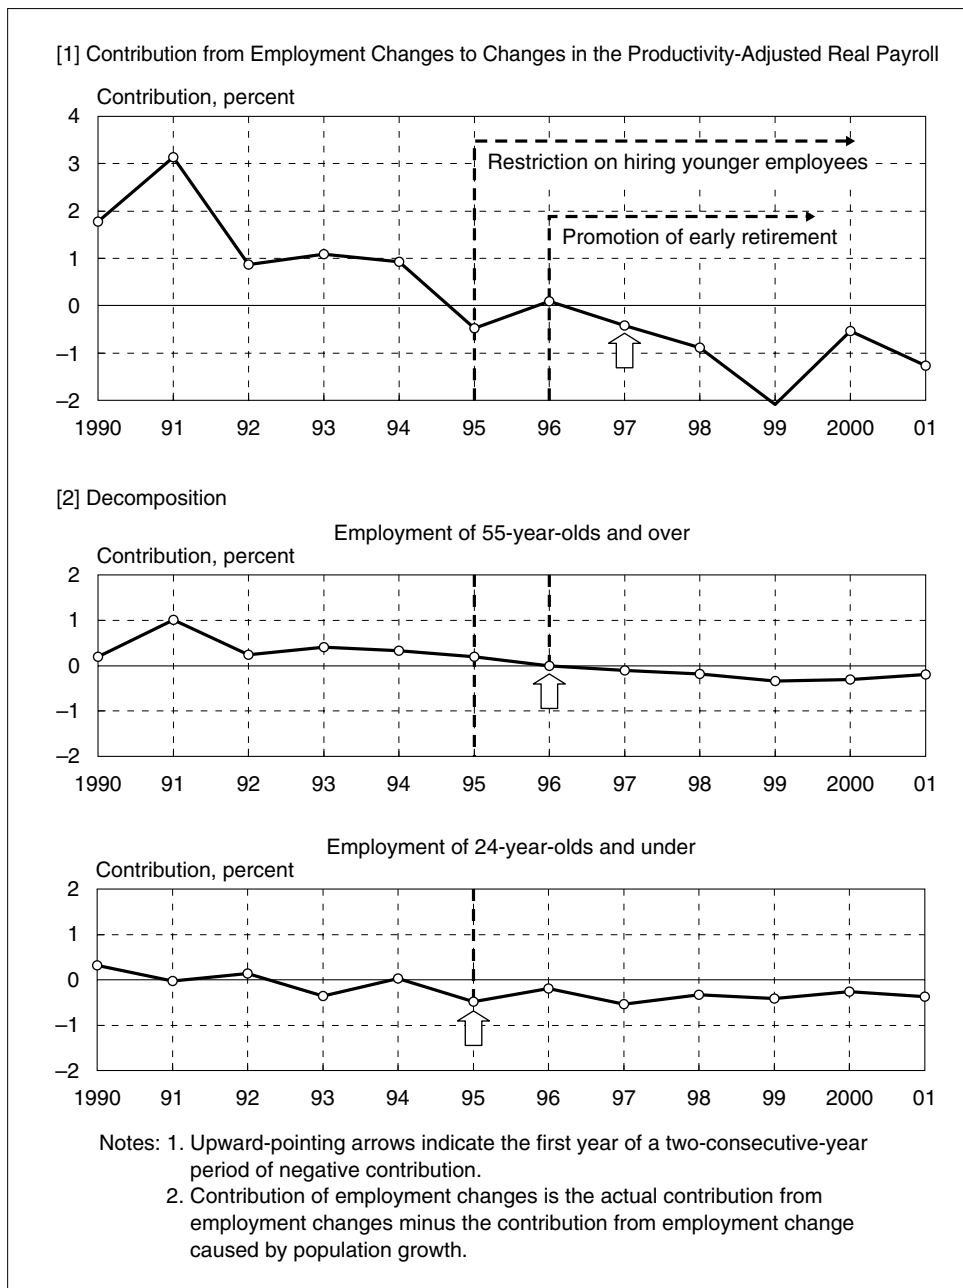 [1] Contribution from Employment Changes to Changes in the Productivity-Adjusted Real Payroll
Contribution, percent
4
3
2
1
0
–1
–2
Restriction on hiring younger employees
Promotion of early retirement
1990 91 92 93 94 95 96 97 98 99 2000 01
[2] Decomposition
Employment of 55-year-olds and over
Contribution, percent
2
1
0
–1
–2
1990 91 92 93 94 95 96 97 98 99 2000 01
Employment of 24-year-olds and under
Contribution, percent
2
1
0
–1
–2
1990 91 92 93 94 95 96 97 98 99 2000 01
Notes: 1. Upward-pointing arrows indicate the first year of a two-consecutive-year
period of negative contribution.
2. Contribution of employment changes is the actual contribution from
employment changes minus the contribution from employment change
caused by population growth.